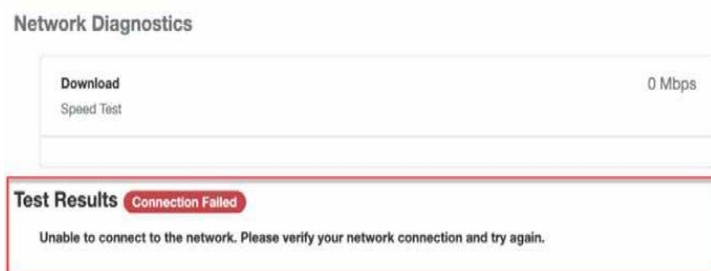 Network Diagnostics
Download
0 Mbps
Speed Test
Test Results Connection Failed
Unable to connect to the network. Please verify your network connection and try again.